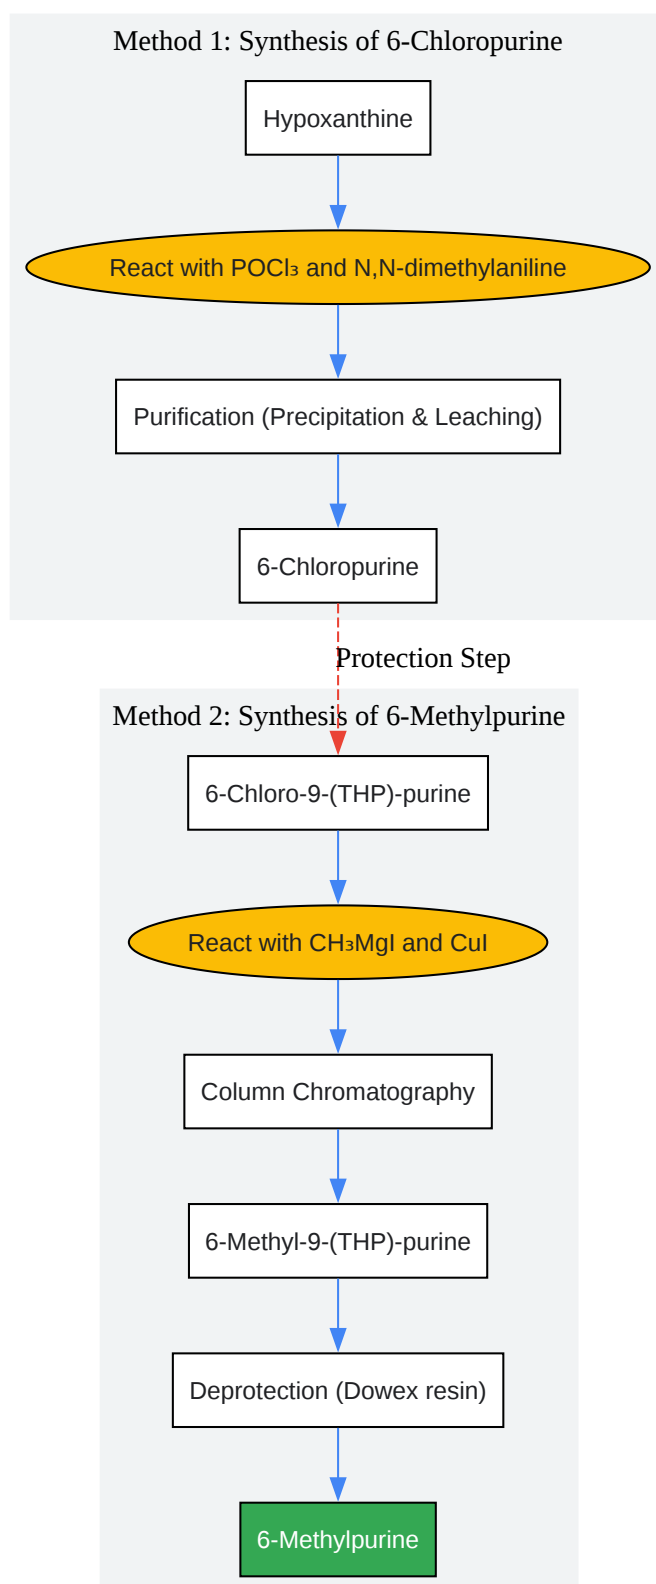 Method 1: Synthesis of 6-Chloropurine
Hypoxanthine
React with POCl₃ and N,N-dimethylaniline
Purification (Precipitation & Leaching)
6-Chloropurine
Protection Step
Method 2: Synthesis of 6-Methylpurine
6-Chloro-9-(THP)-purine
React with CH₃MgI and CuI
Column Chromatography
6-Methyl-9-(THP)-purine
Deprotection (Dowex resin)
6-Methylpurine